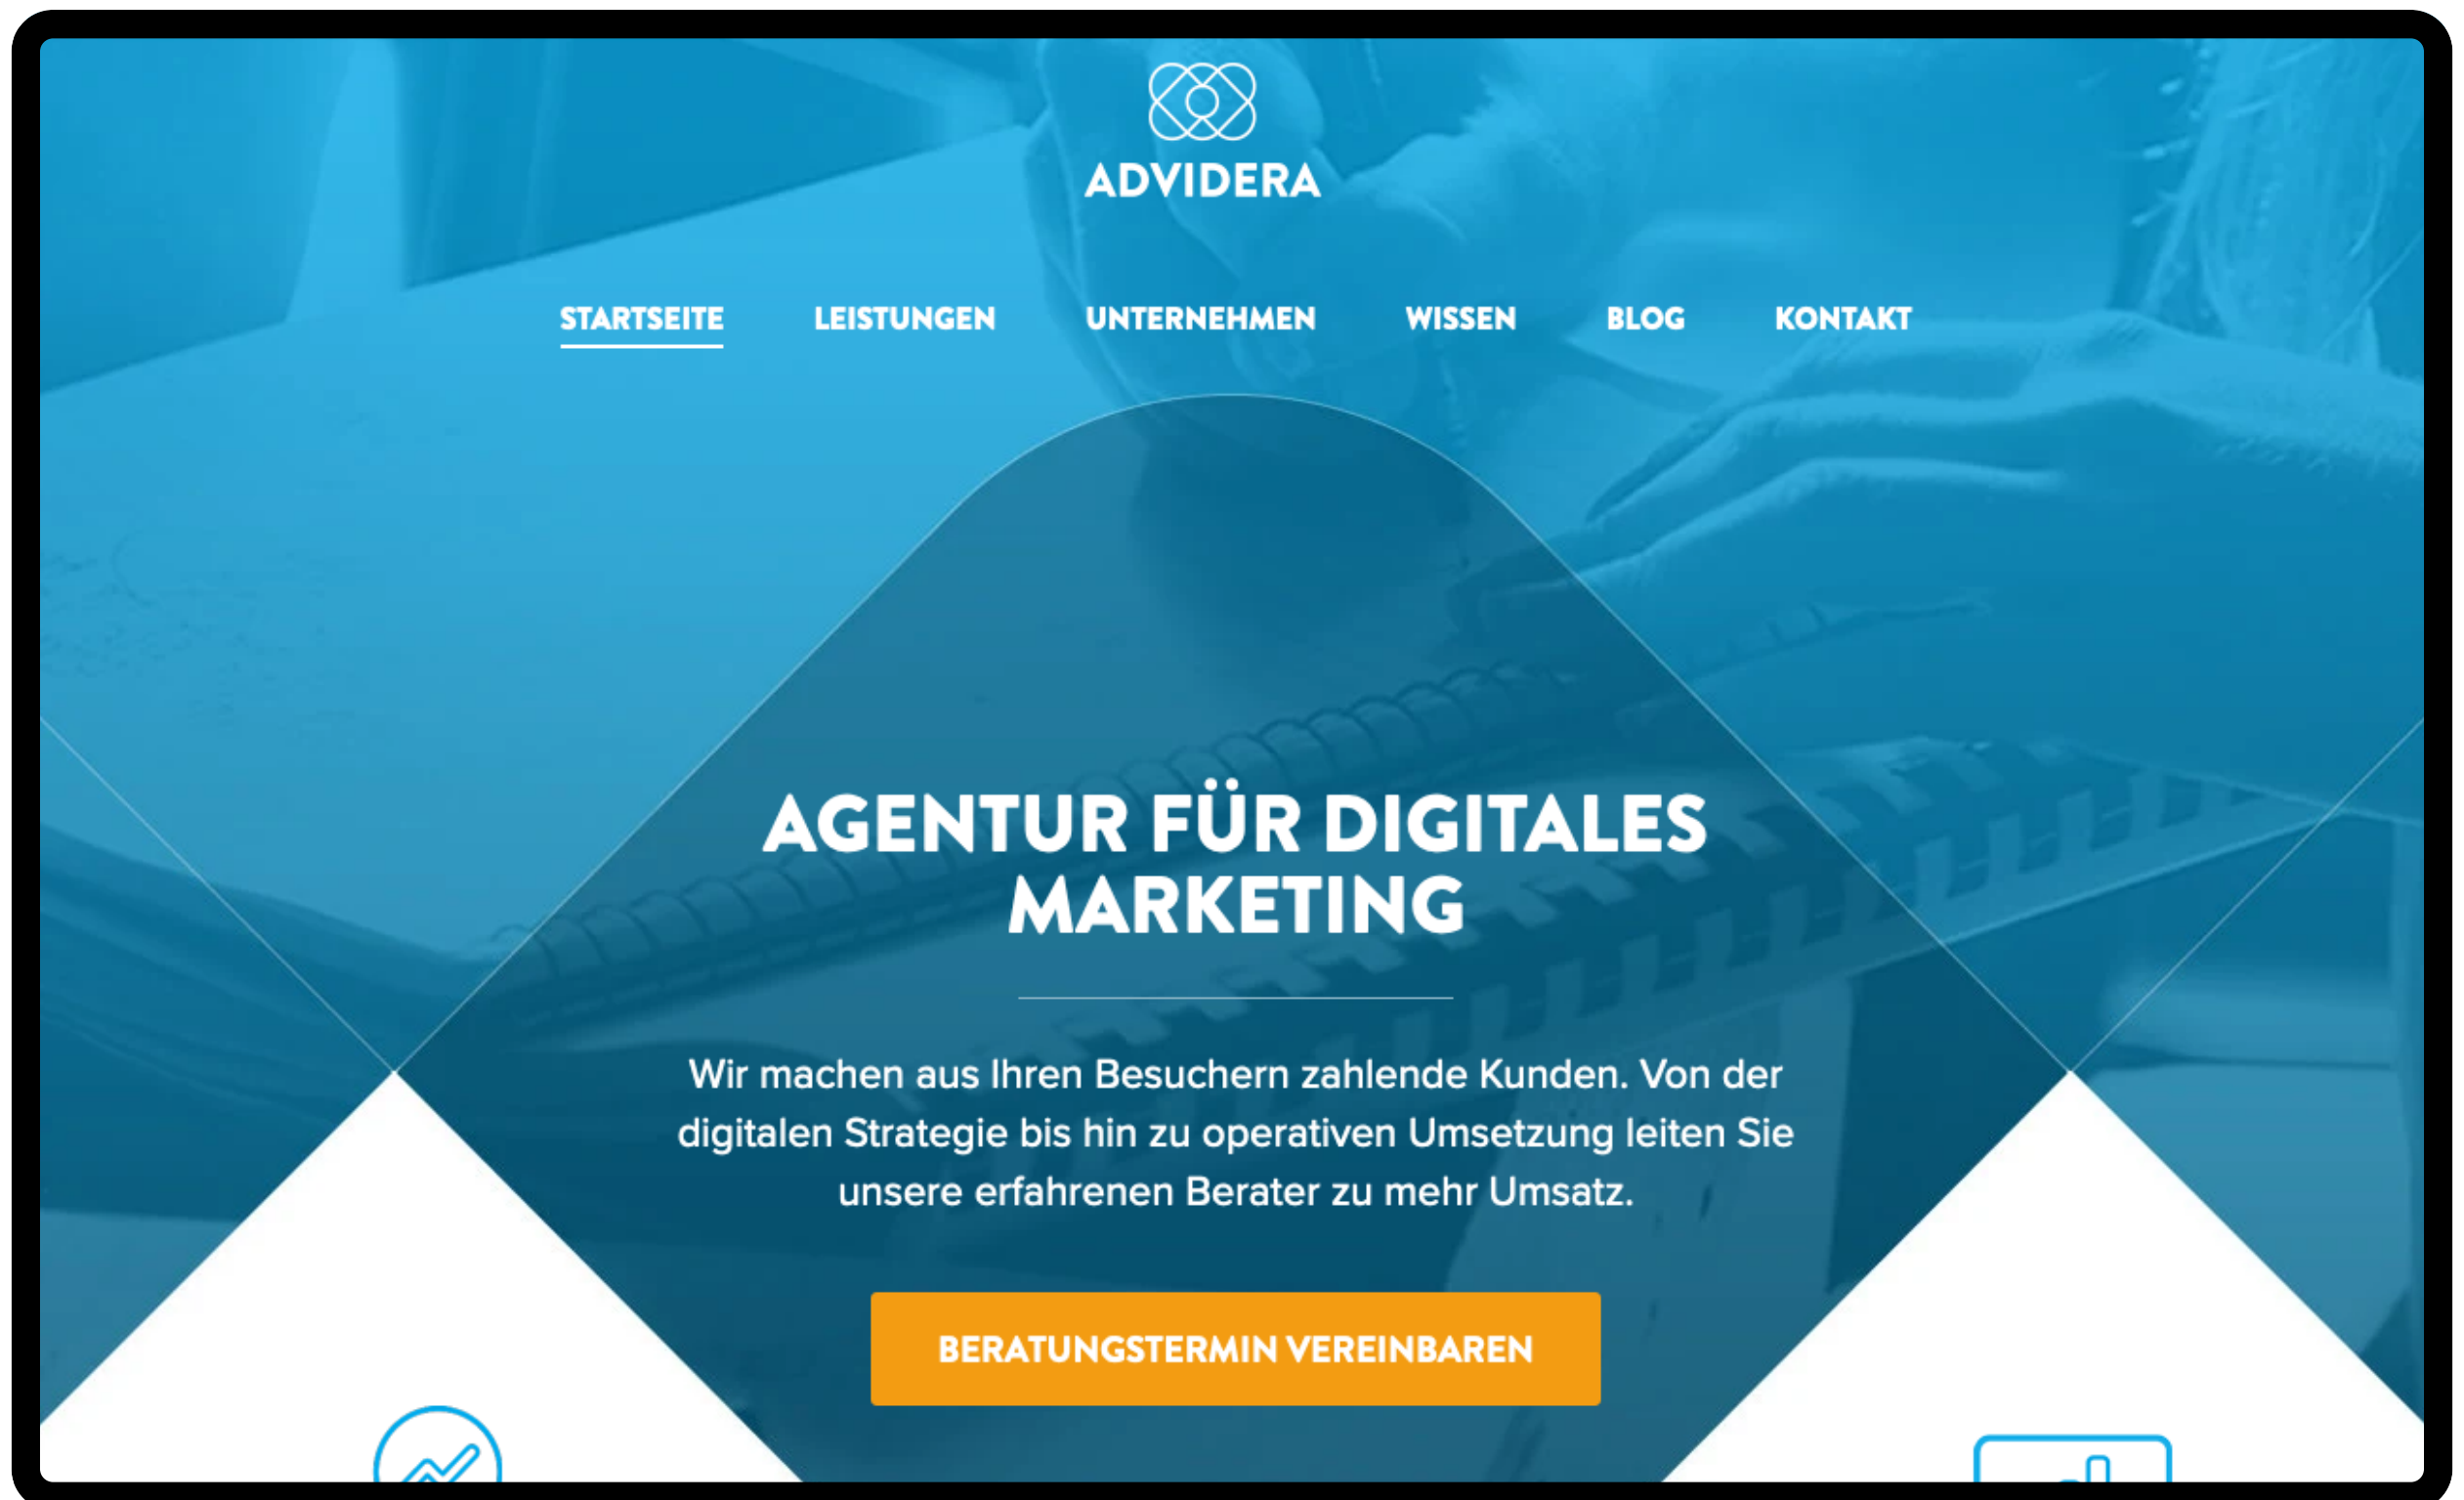 ADVIDERA
STARTSEITE LEISTUNGEN UNTERNEHMEN WISSEN BLOG KONTAKT
AGENTUR FÜR DIGITALES
MARKETING
Wir machen aus Ihren Besuchern zahlende Kunden. Von der
digitalen Strategie bis hin zu operativen Umsetzung leiten Sie
unsere erfahrenen Berater zu mehr Umsatz.
BERATUNGSTERMIN VEREINBAREN